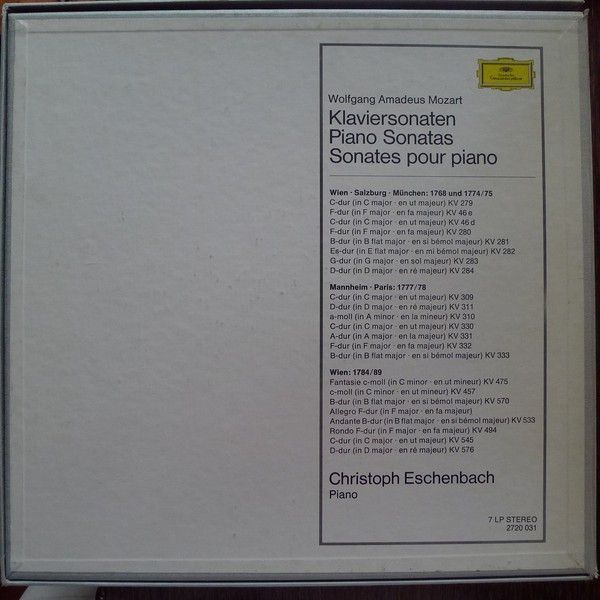 Deutsche
Grammophon
Wolfgang Amadeus Mozart
Klaviersonaten
Piano Sonatas
Sonates pour piano
Wien · Salzburg · München: 1768 und 1774/75
C-dur (in C major · en ut majeur) KV 279
F-dur (in F major · en fa majeur) KV 46 e
C-dur (in C major · en ut majeur) KV 46 d
F-dur (in F major · en fa majeur) KV 280
B-dur (in B flat major · en si bémol majeur) KV 281
Es-dur (in E flat major · en mi bémol majeur) KV 282
G-dur (in G major · en sol majeur) KV 283
D-dur (in D major · en ré majeur) KV 284
Mannheim · Paris: 1777/78
C-dur (in C major · en ut majeur) KV 309
D-dur (in D major · en ré majeur) KV 311
a-moll (in A minor · en la mineur) KV 310
C-dur (in C major · en ut majeur) KV 330
A-dur (in A major · en la majeur) KV 331
F-dur (in F major · en fa majeur) KV 332
B-dur (in B flat major · en si bémol majeur) KV 333
Wien: 1784/89
Fantasie c-moll (in C minor · en ut mineur) KV 475
c-moll (in C minor · en ut mineur) KV 457
B-dur (in B flat major · en si bémol majeur) KV 570
Allegro F-dur (in F major · en fa majeur)
Andante B-dur (in B flat major · en si bémol majeur) KV 533
Rondo F-dur (in F major · en fa majeur) KV 494
C-dur (in C major · en ut majeur) KV 545
D-dur (in D major · en ré majeur) KV 576
Christoph Eschenbach
Piano
7 LP STEREO
2720 031